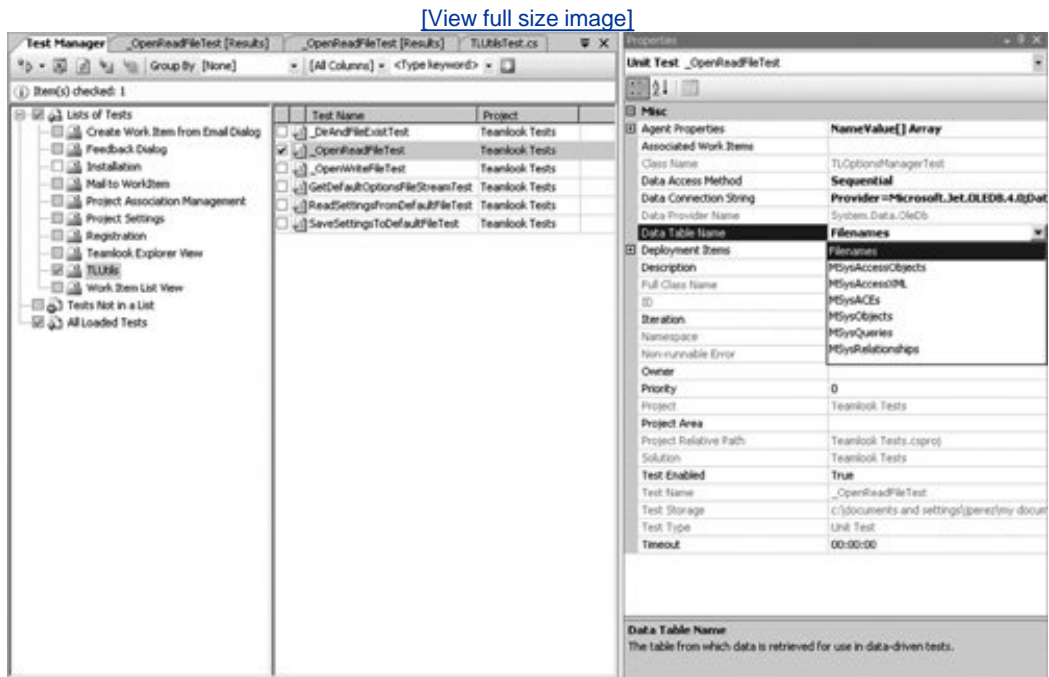 [View full size image]
Test Manager
_OpenReadFileTest [Results]
_OpenReadFileTest [Results]
TLUtilsTest.cs
Group By: [None]
[All Columns]
<Type keyword>
Item(s) checked: 1
Lists of Tests
Create Work Item from Email Dialog
Feedback Dialog
Installation
Mail to WorkItem
Project Association Management
Project Settings
Registration
Teamlook Explorer View
TLUtils
Work Item List View
Tests Not in a List
All Loaded Tests
Test Name Project
_DirAndFileExistTest Teamlook Tests
_OpenReadFileTest Teamlook Tests
_OpenWriteFileTest Teamlook Tests
GetDefaultOptionsFileStreamTest Teamlook Tests
ReadSettingsFromDefaultFileTest Teamlook Tests
SaveSettingsToDefaultFileTest Teamlook Tests
Properties
Unit Test _OpenReadFileTest
Misc
Agent Properties NameValue[] Array
Associated Work Items
Class Name TLOptionsManagerTest
Data Access Method Sequential
Data Connection String Provider=Microsoft.Jet.OLEDB.4.0;Dat
Data Provider Name System.Data.OleDb
Data Table Name Filenames
Deployment Items Filenames
Description MSysAccessObjects
Full Class Name MSysAccessXML
ID MSysACEs
Iteration MSysObjects
Namespace MSysQueries
Non-runnable Error MSysRelationships
Owner
Priority 0
Project Teamlook Tests
Project Area
Project Relative Path Teamlook Tests.csproj
Solution Teamlook Tests
Test Enabled True
Test Name _OpenReadFileTest
Test Storage c:\documents and settings\jperez\my docum
Test Type Unit Test
Timeout 00:00:00
Data Table Name
The table from which data is retrieved for use in data-driven tests.